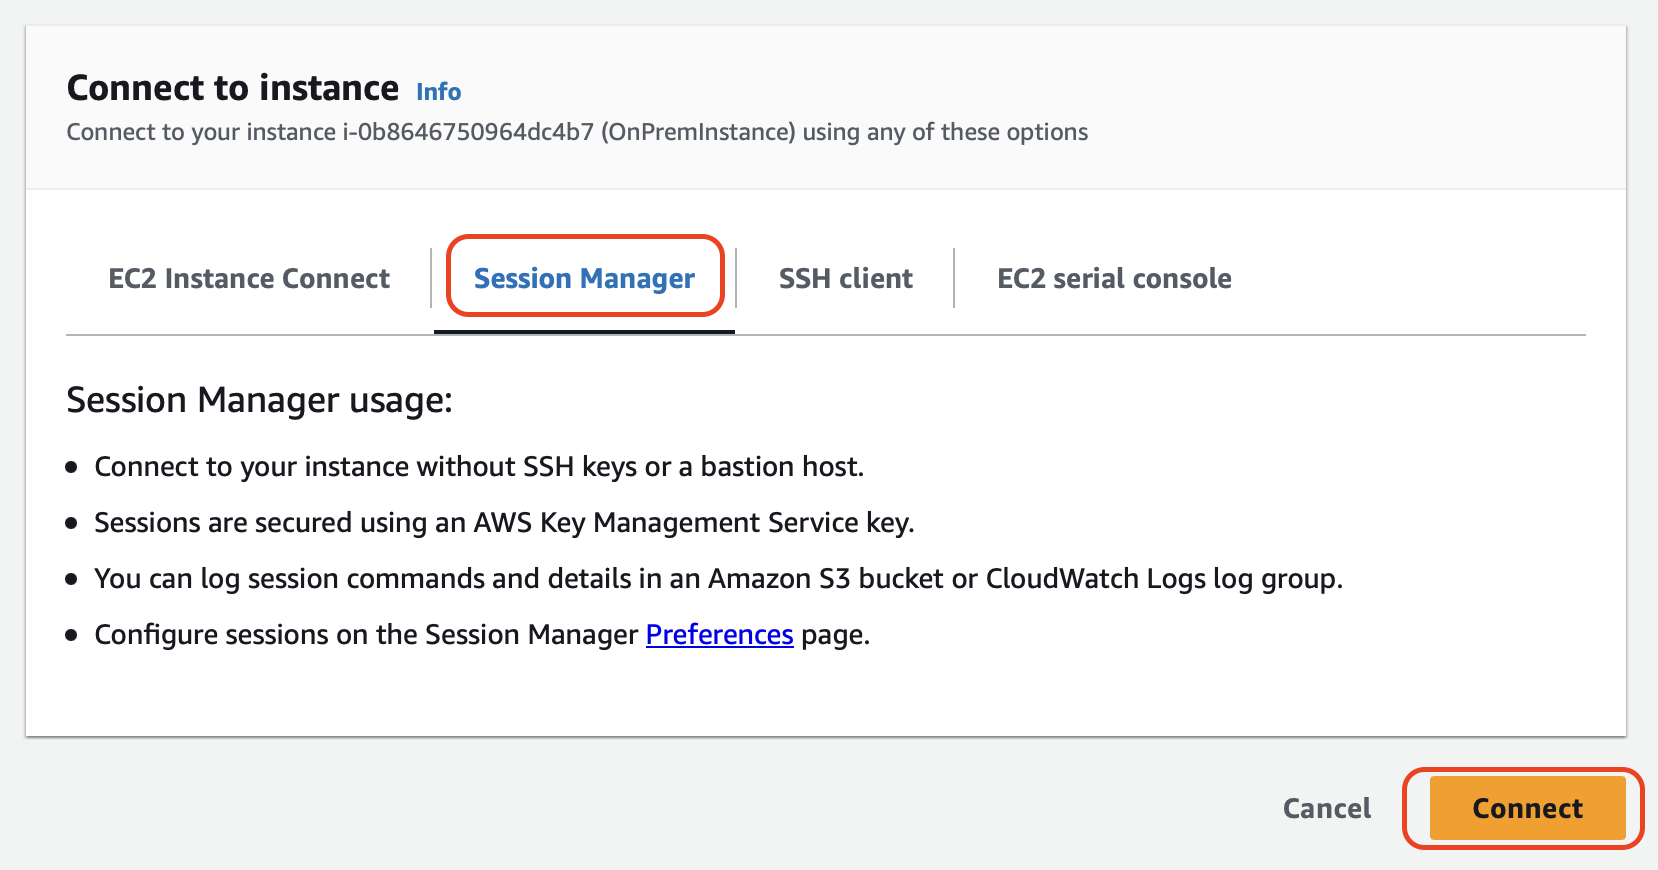 Connect to instance Info
Connect to your instance i-0b8646750964dc4b7 (OnPremInstance) using any of these options
EC2 Instance Connect Session Manager SSH client EC2 serial console
Session Manager usage:
Connect to your instance without SSH keys or a bastion host.
Sessions are secured using an AWS Key Management Service key.
You can log session commands and details in an Amazon S3 bucket or CloudWatch Logs log group.
Configure sessions on the Session Manager Preferences page.
Cancel Connect